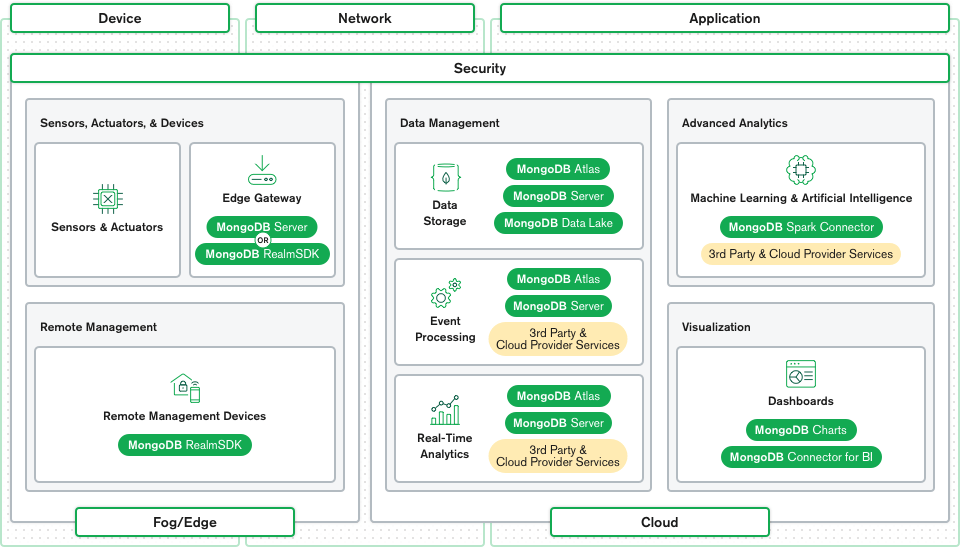 Device
Network
Application
Security
Sensors, Actuators, & Devices
Sensors & Actuators
Edge Gateway
MongoDB Server
OR
MongoDB RealmSDK
Remote Management
Remote Management Devices
MongoDB RealmSDK
Data Management
Data
Storage
MongoDB Atlas
MongoDB Server
MongoDB Data Lake
Event
Processing
MongoDB Atlas
MongoDB Server
3rd Party &
Cloud Provider Services
Real-Time
Analytics
MongoDB Atlas
MongoDB Server
3rd Party &
Cloud Provider Services
Advanced Analytics
Machine Learning & Artificial Intelligence
MongoDB Spark Connector
3rd Party & Cloud Provider Services
Visualization
Dashboards
MongoDB Charts
MongoDB Connector for BI
Fog/Edge
Cloud